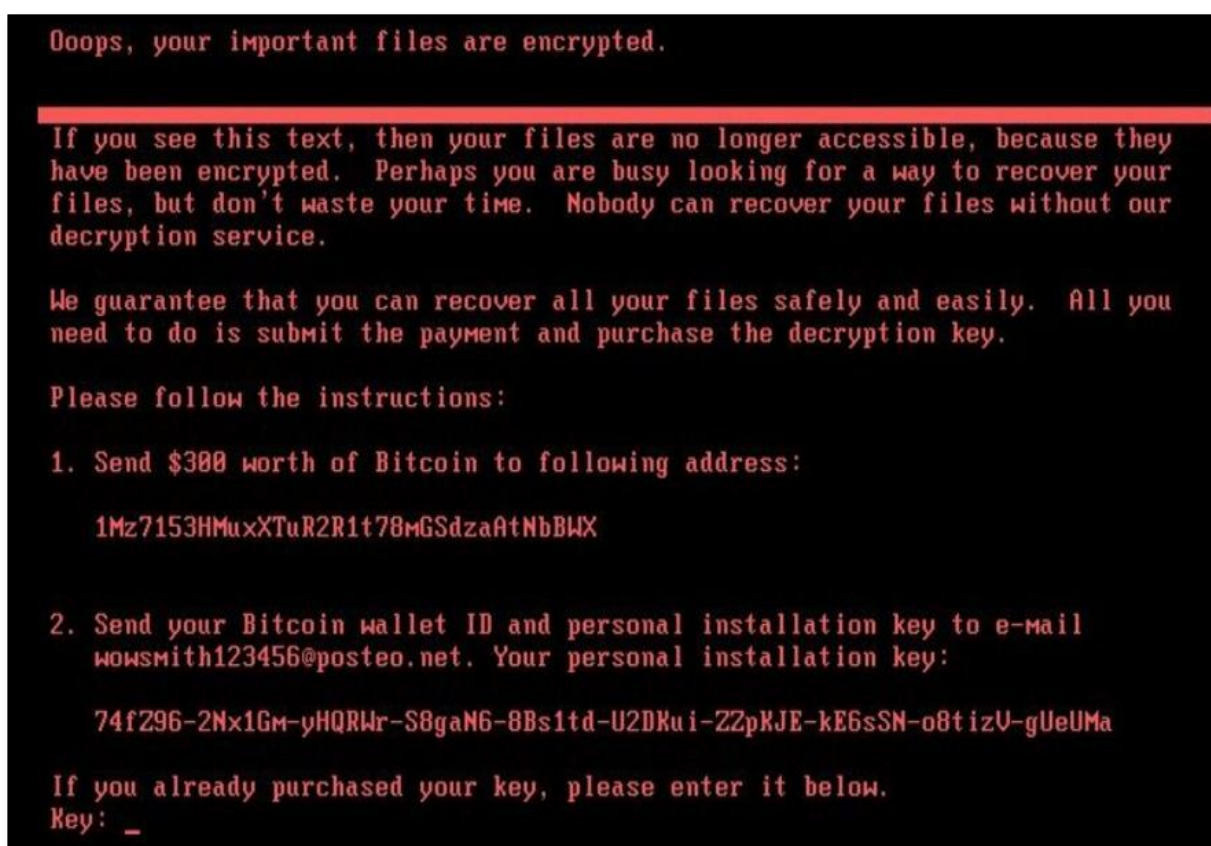 Ooops, your important files are encrypted.
If you see this text, then your files are no longer accessible, because they
have been encrypted. Perhaps you are busy looking for a way to recover your
files, but don't waste your time. Nobody can recover your files without our
decryption service.
We guarantee that you can recover all your files safely and easily. All you
need to do is submit the payment and purchase the decryption key.
Please follow the instructions:
1. Send $300 worth of Bitcoin to following address:
1Mz7153HMuxXTuR2R1t78mGSdzaAtNbBWX
2. Send your Bitcoin wallet ID and personal installation key to e-mail
wowsmith123456@posteo.net. Your personal installation key:
74fZ96-2Nx1Gm-yHQRWr-S8gaN6-8Bs1td-U2DKui-ZZpKJE-kE6sSN-o8tizV-gUeUMa
If you already purchased your key, please enter it below.
Key: _